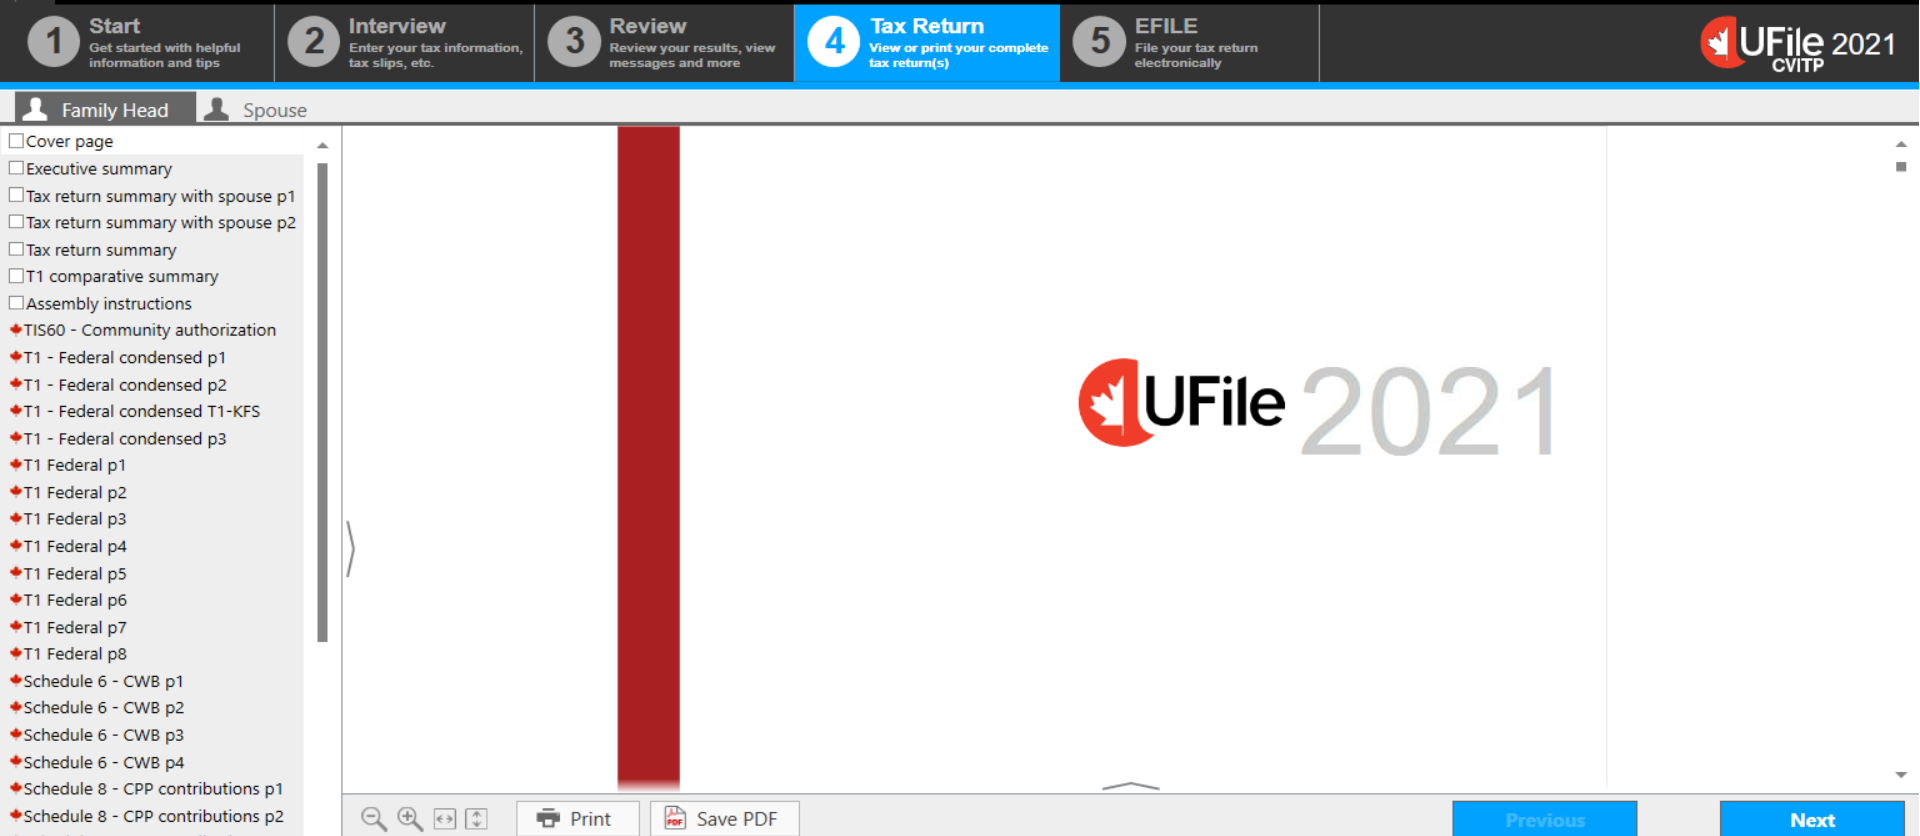 1 Start
Get started with helpful
information and tips
2 Interview
Enter your tax information,
tax slips, etc.
3 Review
Review your results, view
messages and more
4 Tax Return
View or print your complete
tax return(s)
5 EFILE
File your tax return
electronically
UFile 2021
CVITP
Family Head
Spouse
Cover page
Executive summary
Tax return summary with spouse p1
Tax return summary with spouse p2
Tax return summary
T1 comparative summary
Assembly instructions
TIS60 - Community authorization
T1 - Federal condensed p1
T1 - Federal condensed p2
T1 - Federal condensed T1-KFS
T1 - Federal condensed p3
T1 Federal p1
T1 Federal p2
T1 Federal p3
T1 Federal p4
T1 Federal p5
T1 Federal p6
T1 Federal p7
T1 Federal p8
Schedule 6 - CWB p1
Schedule 6 - CWB p2
Schedule 6 - CWB p3
Schedule 6 - CWB p4
Schedule 8 - CPP contributions p1
Schedule 8 - CPP contributions p2
UFile 2021
Print
PDF
Save PDF
Previous
Next